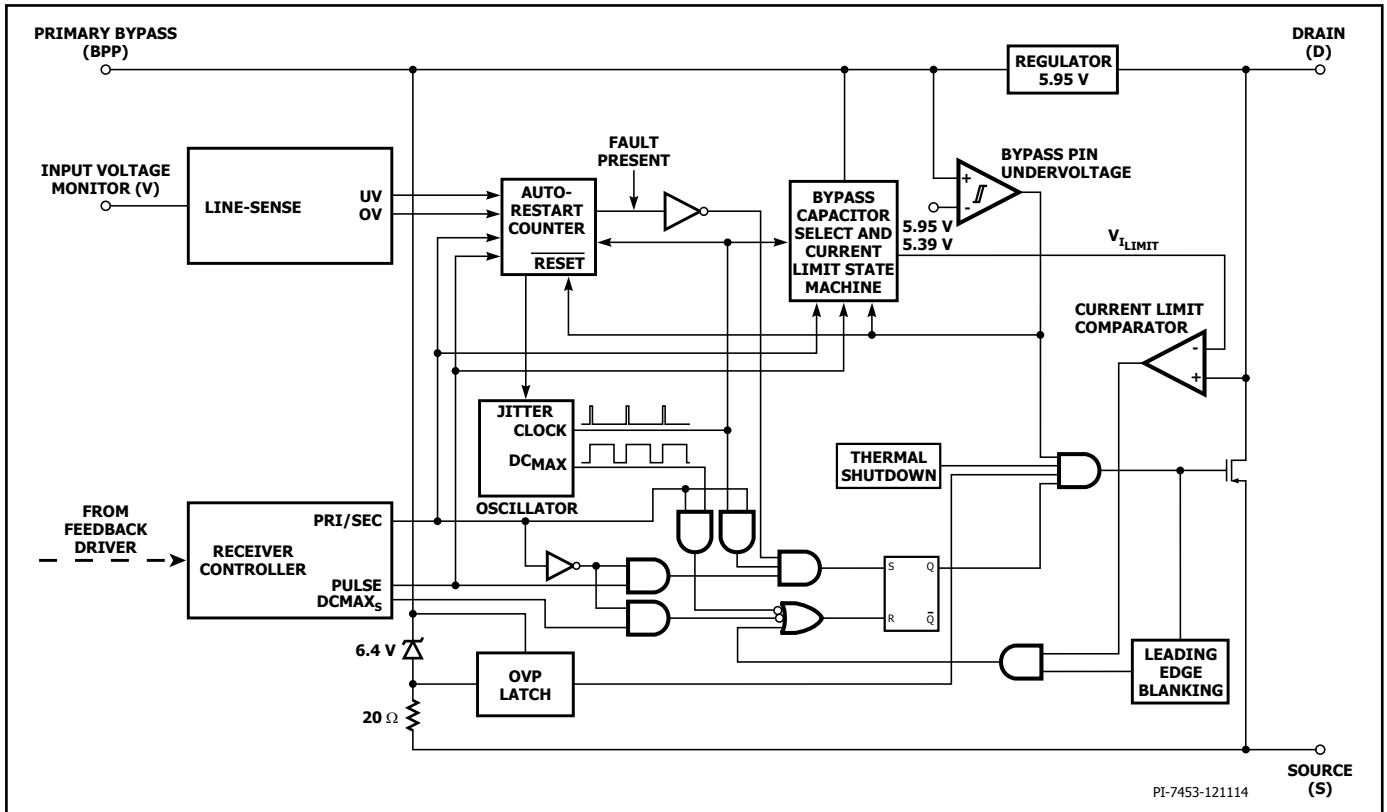 PRIMARY BYPASS
(BPP)
DRAIN
(D)
REGULATOR
5.95 V
INPUT VOLTAGE
MONITOR (V)
LINE-SENSE
UV
OV
FAULT
PRESENT
AUTO-
RESTART
COUNTER
RESET
BYPASS
CAPACITOR
SELECT AND
CURRENT
LIMIT STATE
MACHINE
BYPASS PIN
UNDERVOLTAGE
+
-
5.95 V
5.39 V
VILIMIT
CURRENT LIMIT
COMPARATOR
-
+
JITTER
CLOCK
DCMAX
OSCILLATOR
THERMAL
SHUTDOWN
FROM
FEEDBACK
DRIVER
RECEIVER
CONTROLLER
PRI/SEC
PULSE
DCMAXS
S Q
R Q̅
6.4 V
OVP
LATCH
20 Ω
LEADING
EDGE
BLANKING
SOURCE
(S)
PI-7453-121114